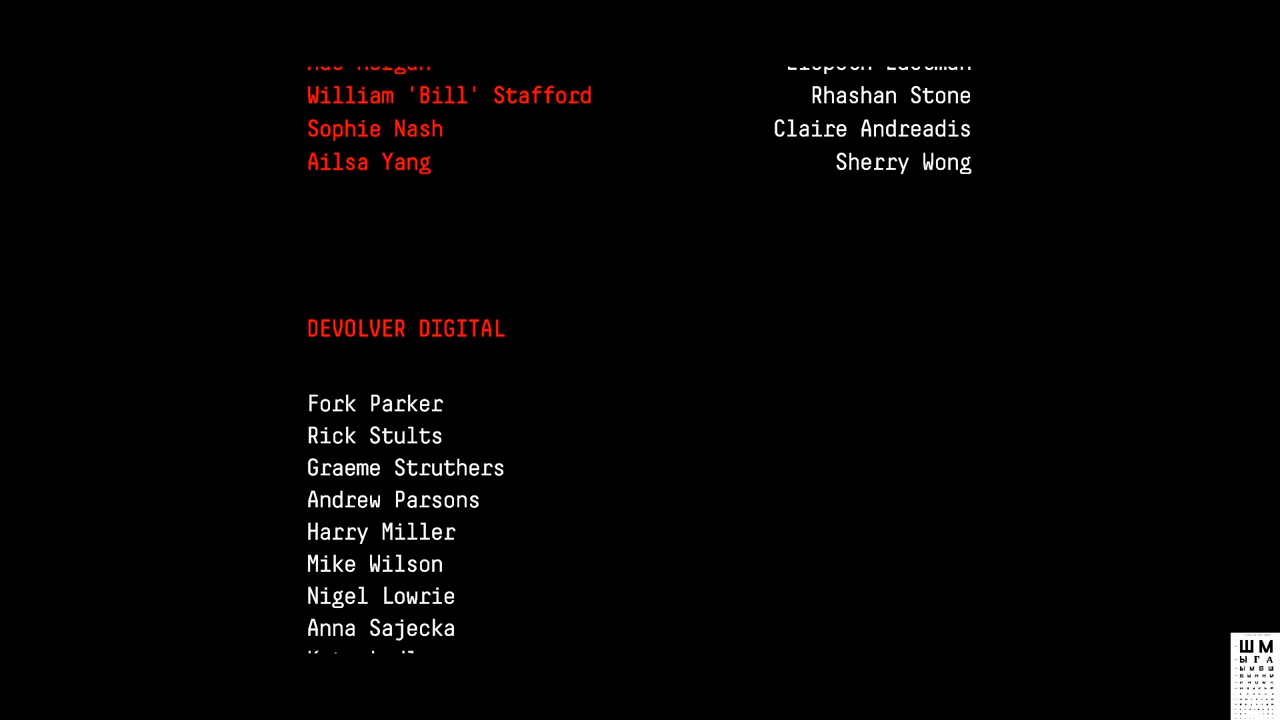 William 'Bill' Stafford Rhashan Stone
Sophie Nash Claire Andreadis
Ailsa Yang Sherry Wong
DEVOLVER DIGITAL
Fork Parker
Rick Stults
Graeme Struthers
Andrew Parsons
Harry Miller
Mike Wilson
Nigel Lowrie
Anna Sajecka
Ш М
Ы Г А
Ы М Б Ш
Б Ы Н К И